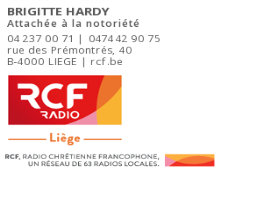 BRIGITTE HARDY
Attachée à la notoriété
04 237 00 71 | 0474 42 90 75
rue des Prémontrés, 40
B-4000 LIEGE | rcf.be
RCF
RADIO
Liège
RCF, RADIO CHRÉTIENNE FRANCOPHONE,
UN RÉSEAU DE 63 RADIOS LOCALES.